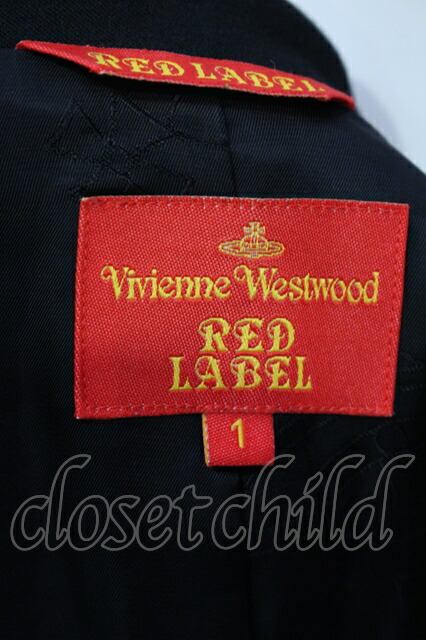 RED LABEL
Vivienne Westwood
RED
LABEL
1
closet child